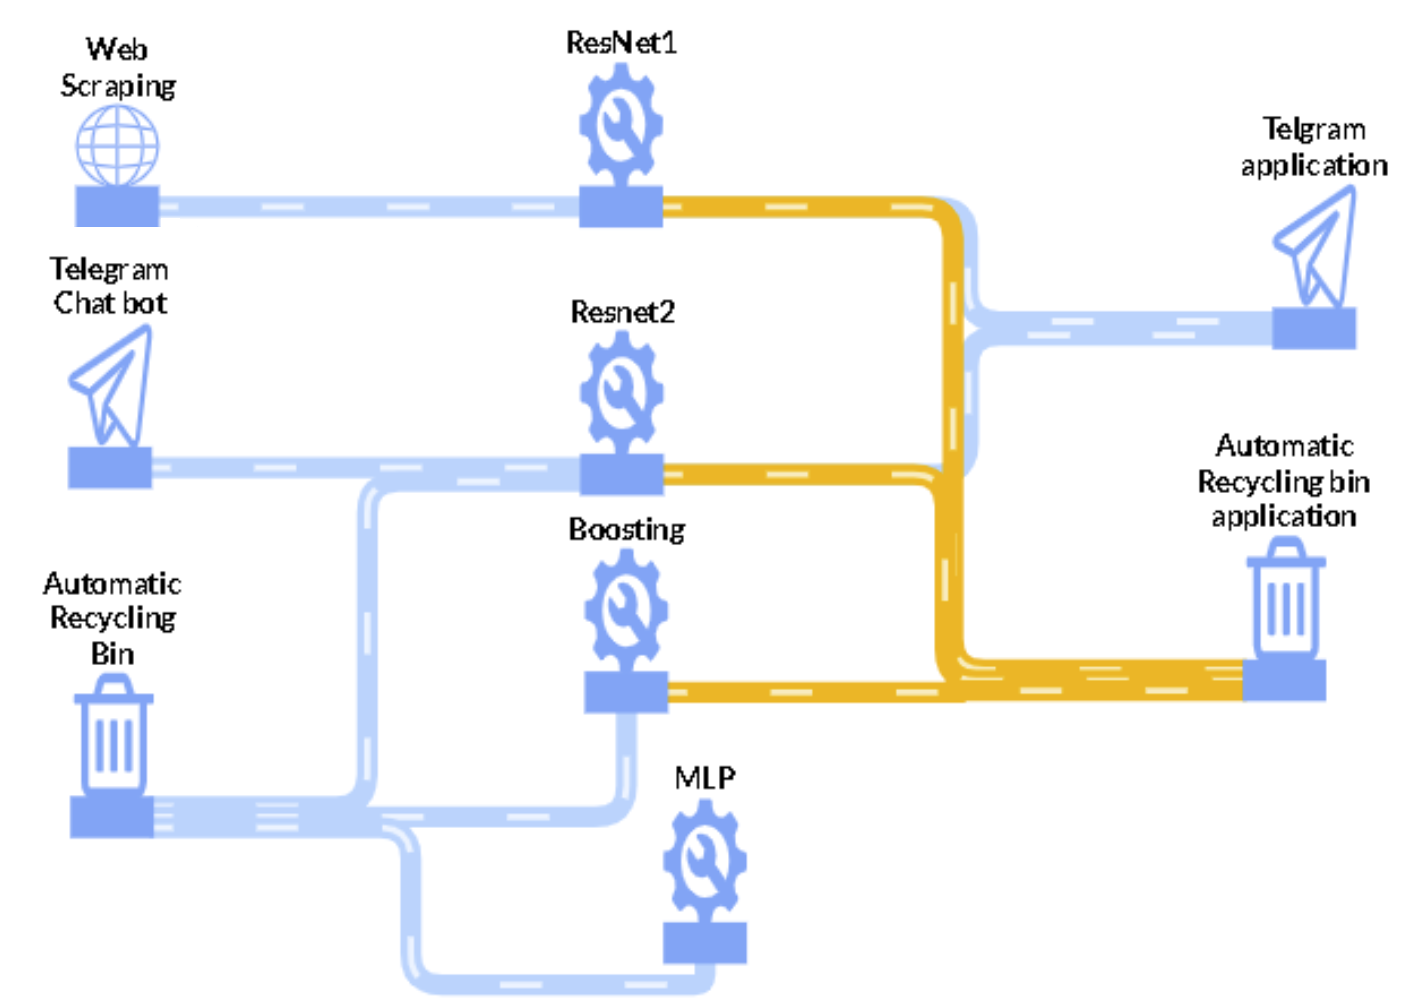 Web
Scraping
ResNet1
Telgram
application
Telegram
Chat bot
Resnet2
Automatic
Recycling bin
application
Boosting
Automatic
Recycling
Bin
MLP